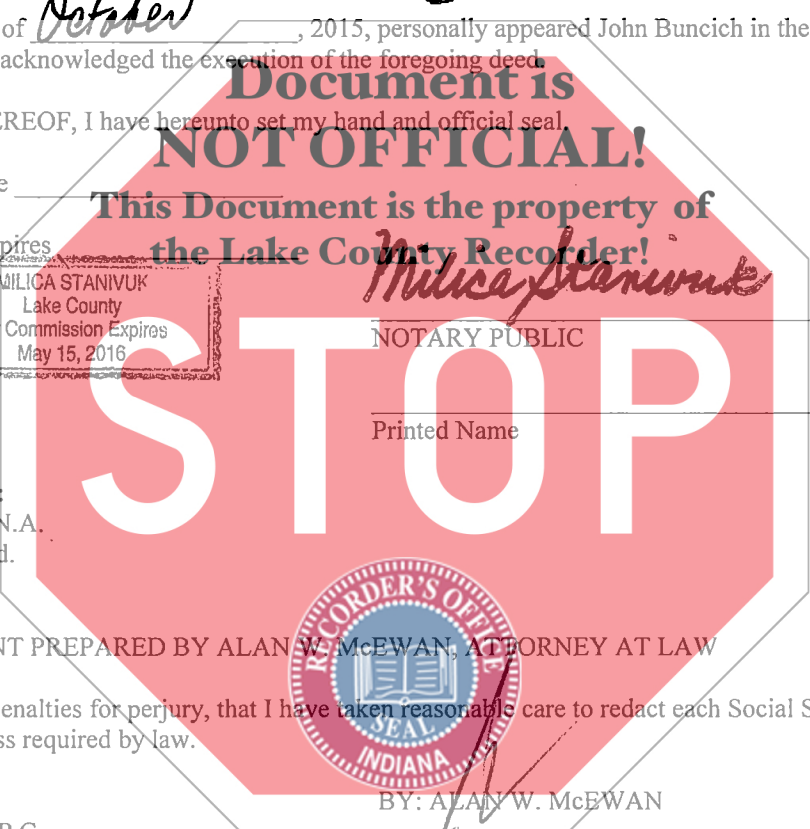 of October, 2015, personally appeared John Buncich in the
acknowledged the execution of the foregoing deed.
Document is
EREOF, I have hereunto set my hand and official seal.
NOT OFFICIAL!
e
This Document is the property of
pires
the Lake County Recorder!
MILICA STANIVUK
Lake County
Commission Expires
May 15, 2016
Milica Stanivuk
NOTARY PUBLIC
STOP
Printed Name
:
N.A.
d.
RECORDER'S OFFICE
NT PREPARED BY ALAN W. McEWAN, ATTORNEY AT LAW
enalties for perjury, that I have taken reasonable care to redact each Social S
ss required by law.
SEAL
INDIANA
BY: ALAN W. McEWAN